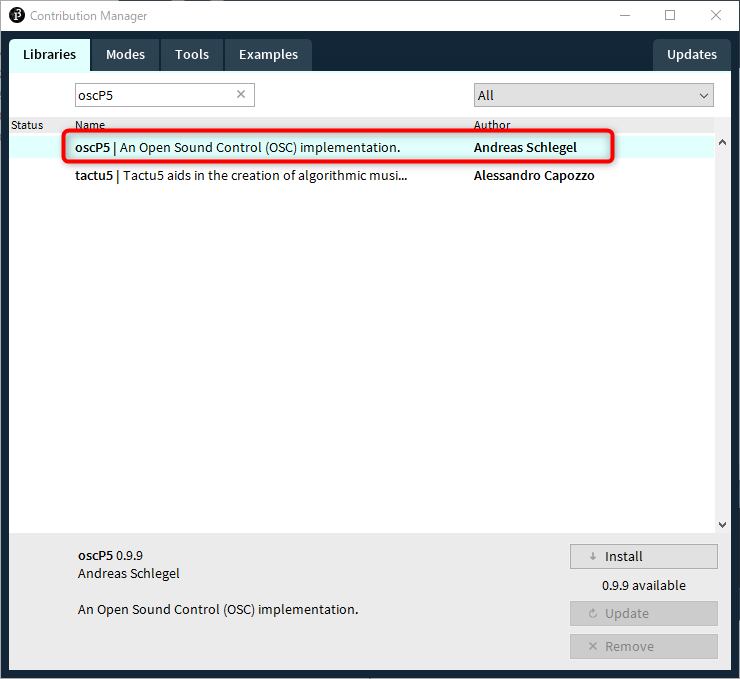 Contribution Manager
Libraries Modes Tools Examples Updates
oscP5 All
Status Name Author
oscP5 | An Open Sound Control (OSC) implementation. Andreas Schlegel
tactu5 | Tactu5 aids in the creation of algorithmic musi... Alessandro Capozzo
oscP5 0.9.9
Andreas Schlegel
An Open Sound Control (OSC) implementation.
Install
0.9.9 available
Update
Remove